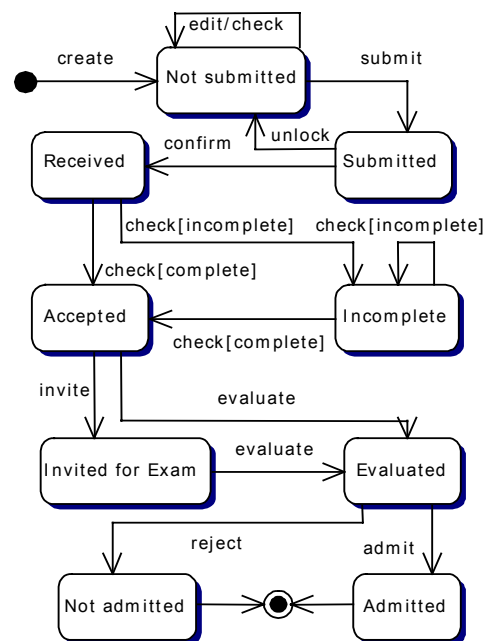 edit/check
create
submit
Not submitted
confirm
unlock
Received
Submitted
check[incomplete]
check[incomplete]
check[complete]
Accepted
Incomplete
check[complete]
invite
evaluate
evaluate
Invited for Exam
Evaluated
reject
admit
Not admitted
Admitted